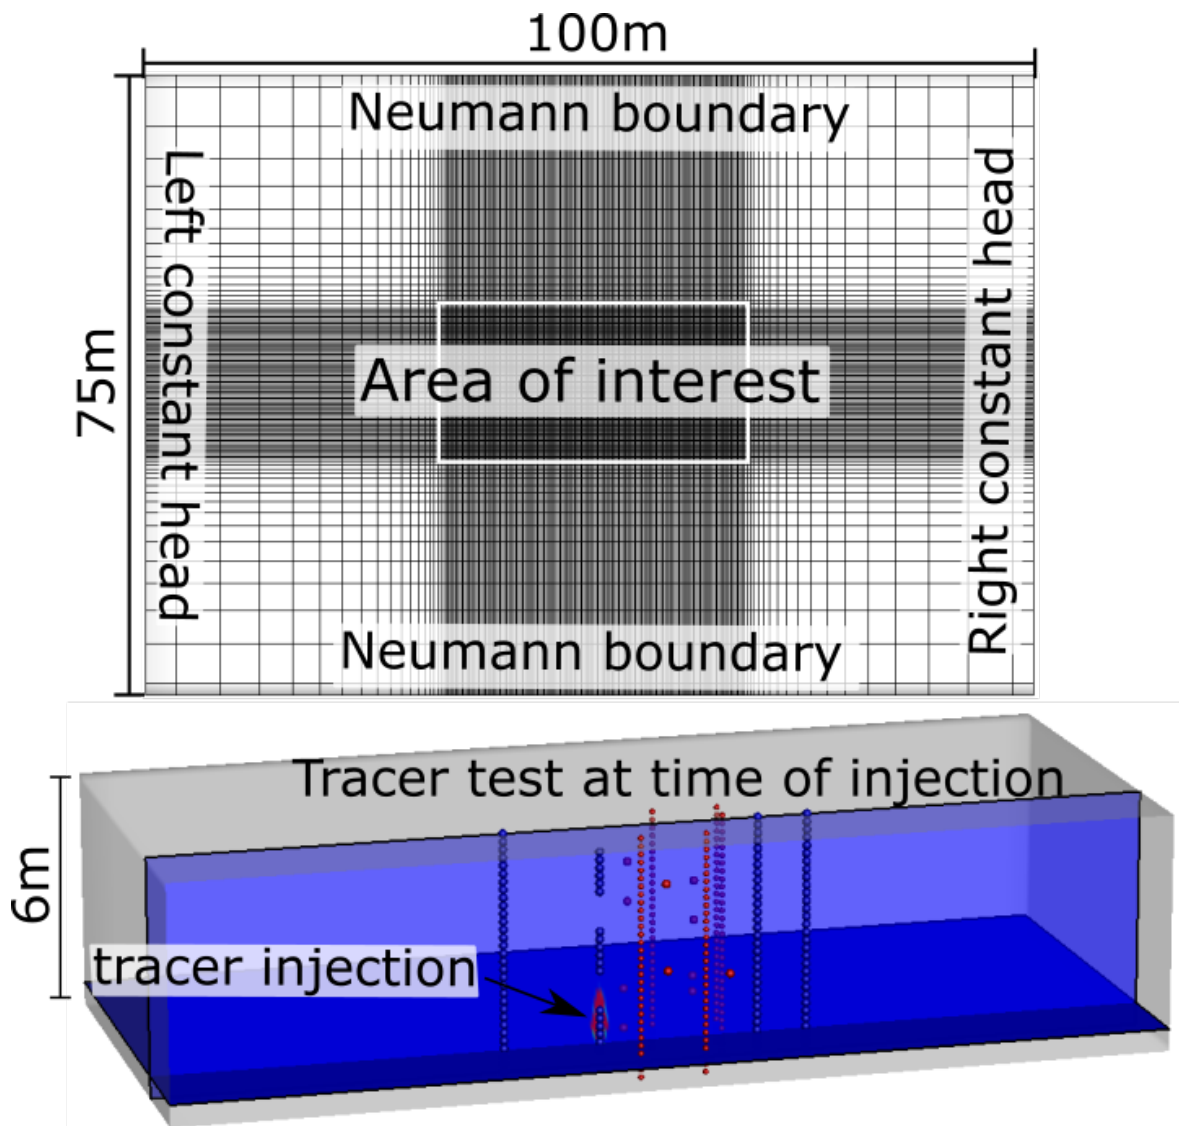 100m
Neumann boundary
Left constant head
Right constant head
75m
Area of interest
Neumann boundary
Tracer test at time of injection
6m
tracer injection